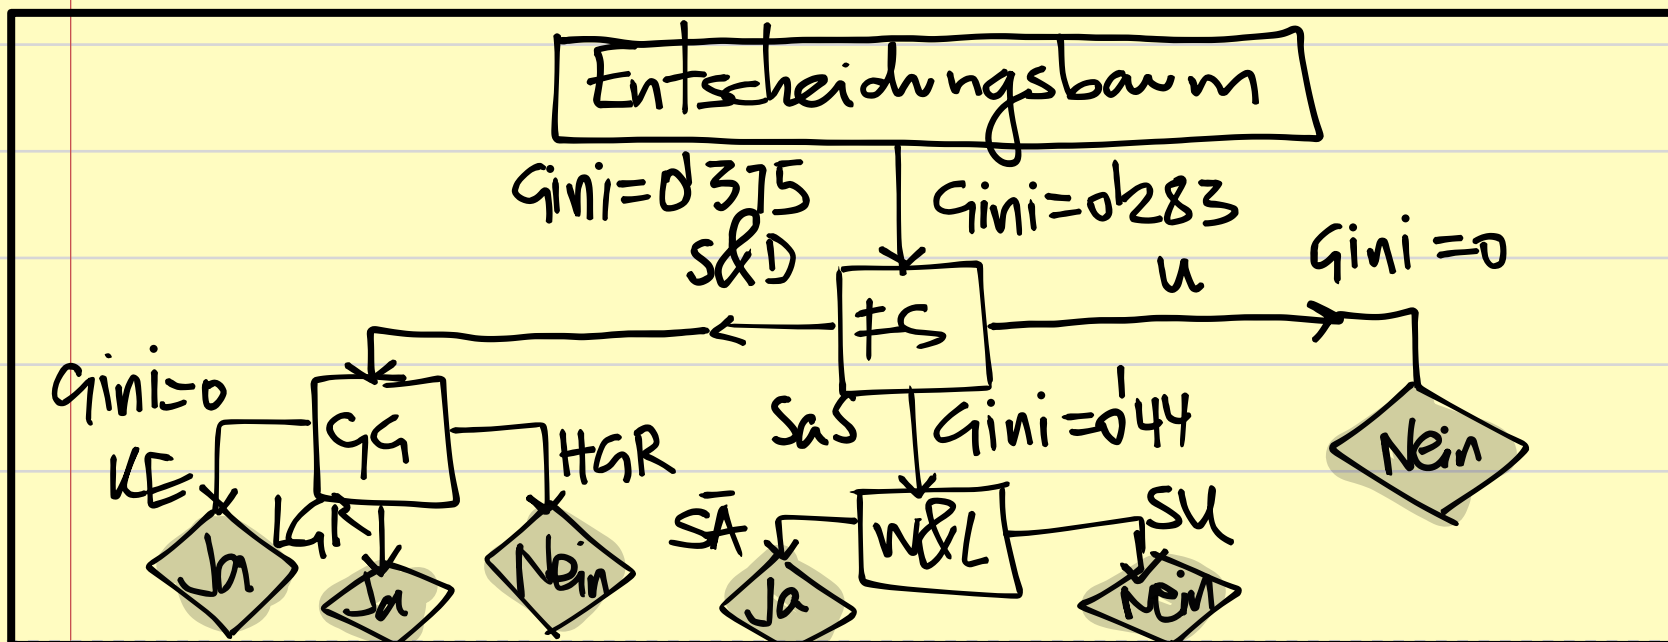 Entscheidungsbaum
Gini=0'375
Gini=0'283
S&D
U
Gini=0
FS
Gini=0
SaS
Gini=0'44
GG
HGR
KE
LGR
Nein
SA
W&L
SU
Ja
Ja
Nein
Ja
Nein